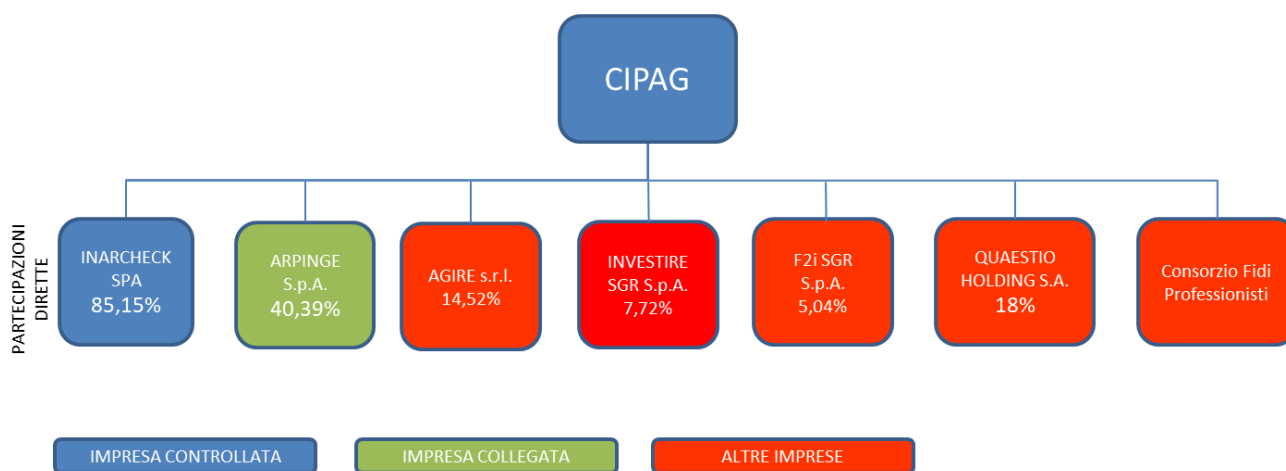 CIPAG
PARTECIPAZIONI
DIRETTE
INARCHECK
SPA
85,15%
ARPINGE
S.p.A.
40,39%
AGIRE s.r.l.
14,52%
INVESTIRE
SGR S.p.A.
7,72%
F2i SGR
S.p.A.
5,04%
QUAESTIO
HOLDING S.A.
18%
Consorzio Fidi
Professionisti
IMPRESA CONTROLLATA
IMPRESA COLLEGATA
ALTRE IMPRESE